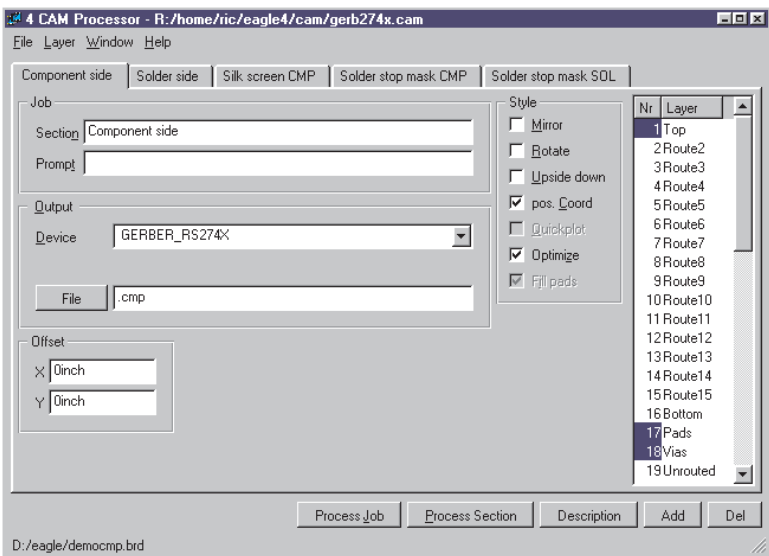 4 CAM Processor - R:/home/ric/eagle4/cam/gerb274x.cam
File Layer Window Help
Component side Solder side Silk screen CMP Solder stop mask CMP Solder stop mask SOL
Job
Section Component side
Prompt
Output
Device GERBER_RS274X
File .cmp
Offset
X 0inch
Y 0inch
Style
Mirror
Rotate
Upside down
pos. Coord
Quickplot
Optimize
Fill pads
Nr Layer
1 Top
2 Route2
3 Route3
4 Route4
5 Route5
6 Route6
7 Route7
8 Route8
9 Route9
10 Route10
11 Route11
12 Route12
13 Route13
14 Route14
15 Route15
16 Bottom
17 Pads
18 Vias
19 Unrouted
Process Job Process Section Description Add Del
D:/eagle/democmp.brd